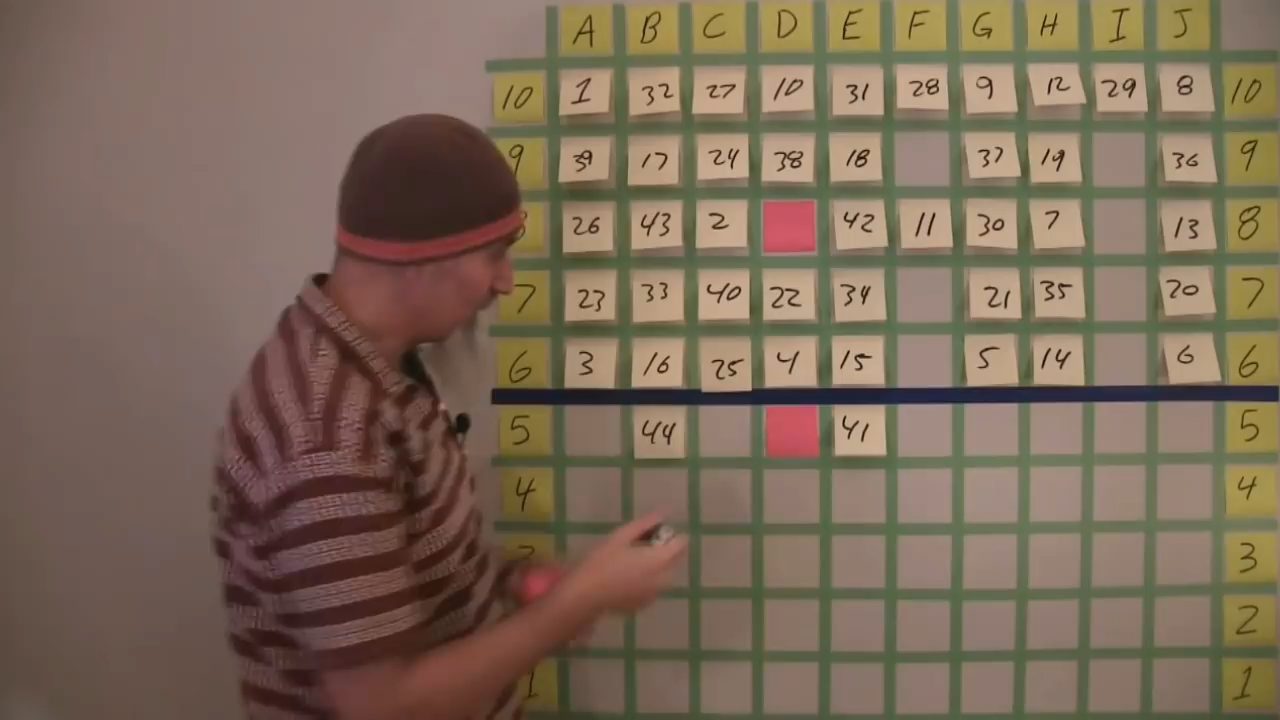 A B C D E F G H I J
10 1 32 27 10 31 28 9 12 29 8 10
9 39 17 24 38 18 37 19 36 9
26 43 2 42 11 30 7 13 8
7 23 33 40 22 34 21 35 20 7
6 3 16 25 4 15 5 14 6 6
5 44 41 5
4 4
3
2
1 1